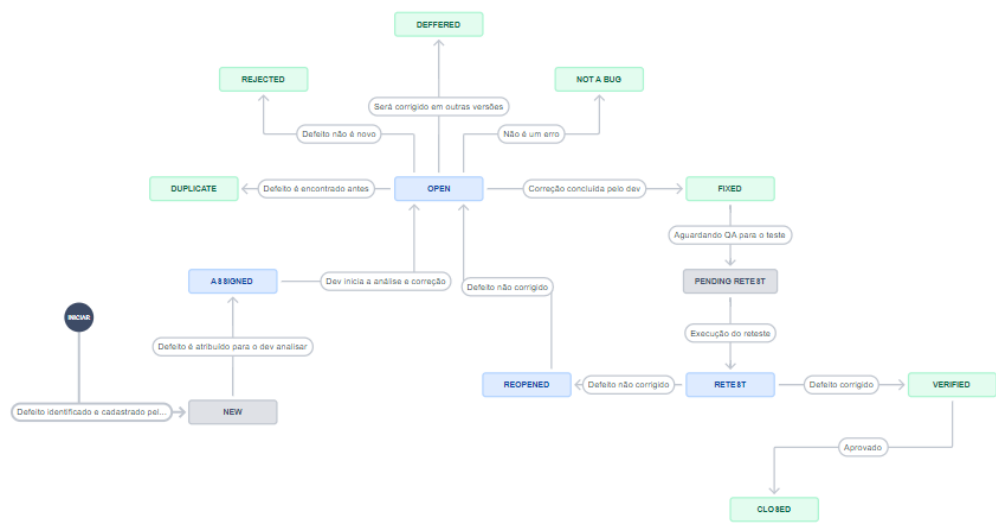 DEFFERED
REJECTED
NOT A BUG
Será corrigido em outras versões
Defeito não é novo
Não é um erro
DUPLICATE
Defeito é encontrado antes
OPEN
Correção concluída pelo dev
FIXED
Aguardando QA para o teste
ASSIGNED
Dev inicia a análise e correção
Defeito não corrigido
PENDING RETEST
INICIAR
Defeito é atribuído para o dev analisar
Execução do reteste
REOPENED
Defeito não corrigido
RETEST
Defeito corrigido
VERIFIED
Defeito identificado e cadastrado pel...
NEW
Aprovado
CLOSED